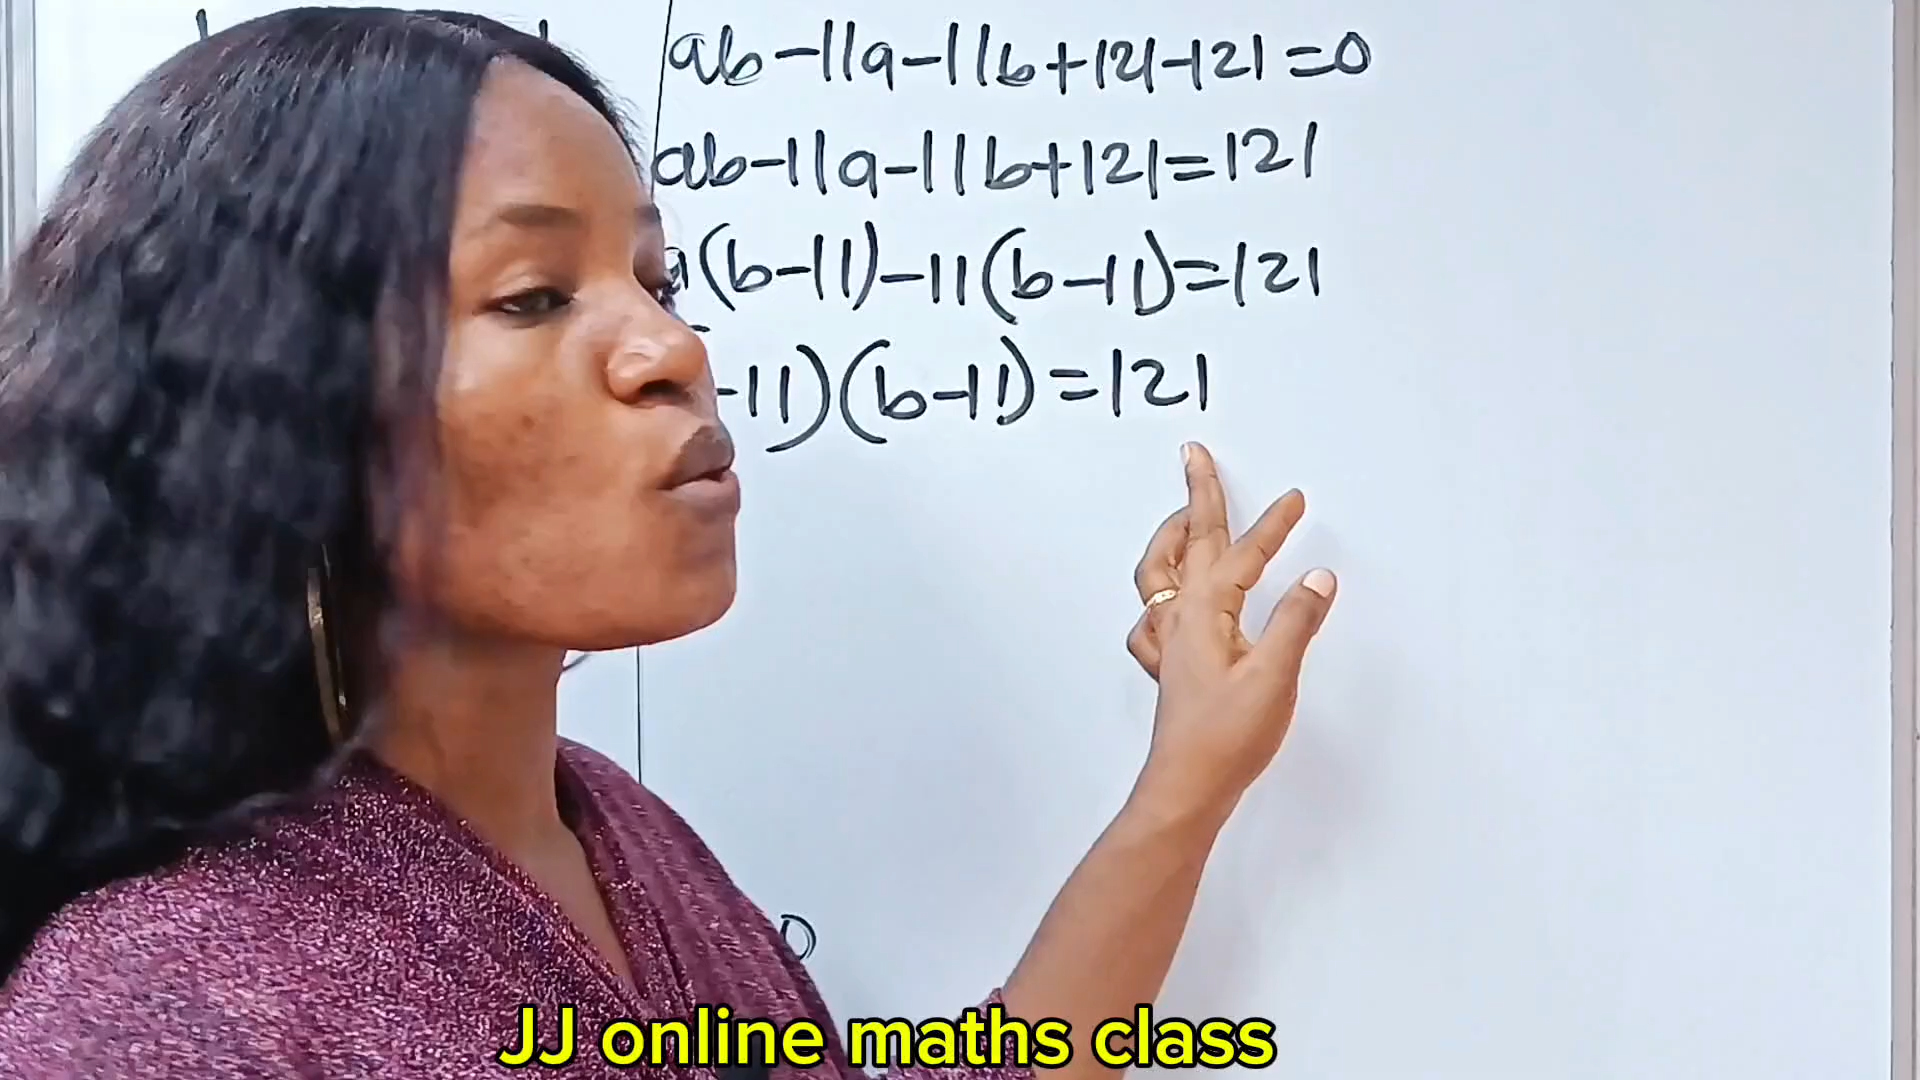 ab-11a-11b+121-121=0
ab-11a-11b+121=121
a(b-11)-11(b-11)=121
-11)(b-11)=121
JJ online maths class